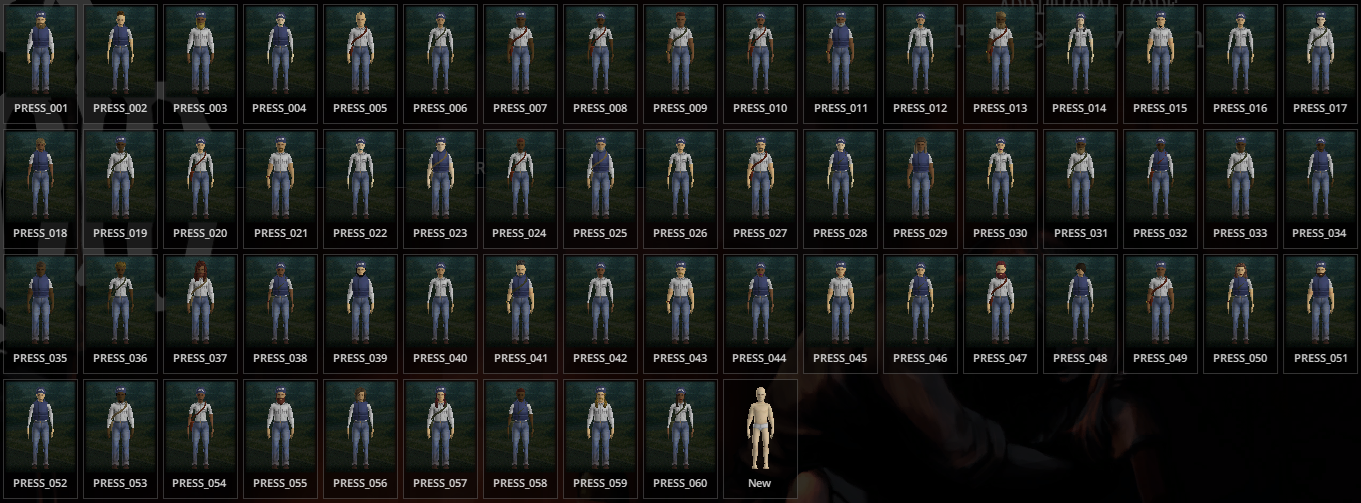 PRESS_001 PRESS_002 PRESS_003 PRESS_004 PRESS_005 PRESS_006 PRESS_007 PRESS_008 PRESS_009 PRESS_010 PRESS_011 PRESS_012 PRESS_013 PRESS_014 PRESS_015 PRESS_016 PRESS_017
PRESS_018 PRESS_019 PRESS_020 PRESS_021 PRESS_022 PRESS_023 PRESS_024 PRESS_025 PRESS_026 PRESS_027 PRESS_028 PRESS_029 PRESS_030 PRESS_031 PRESS_032 PRESS_033 PRESS_034
PRESS_035 PRESS_036 PRESS_037 PRESS_038 PRESS_039 PRESS_040 PRESS_041 PRESS_042 PRESS_043 PRESS_044 PRESS_045 PRESS_046 PRESS_047 PRESS_048 PRESS_049 PRESS_050 PRESS_051
PRESS_052 PRESS_053 PRESS_054 PRESS_055 PRESS_056 PRESS_057 PRESS_058 PRESS_059 PRESS_060 New